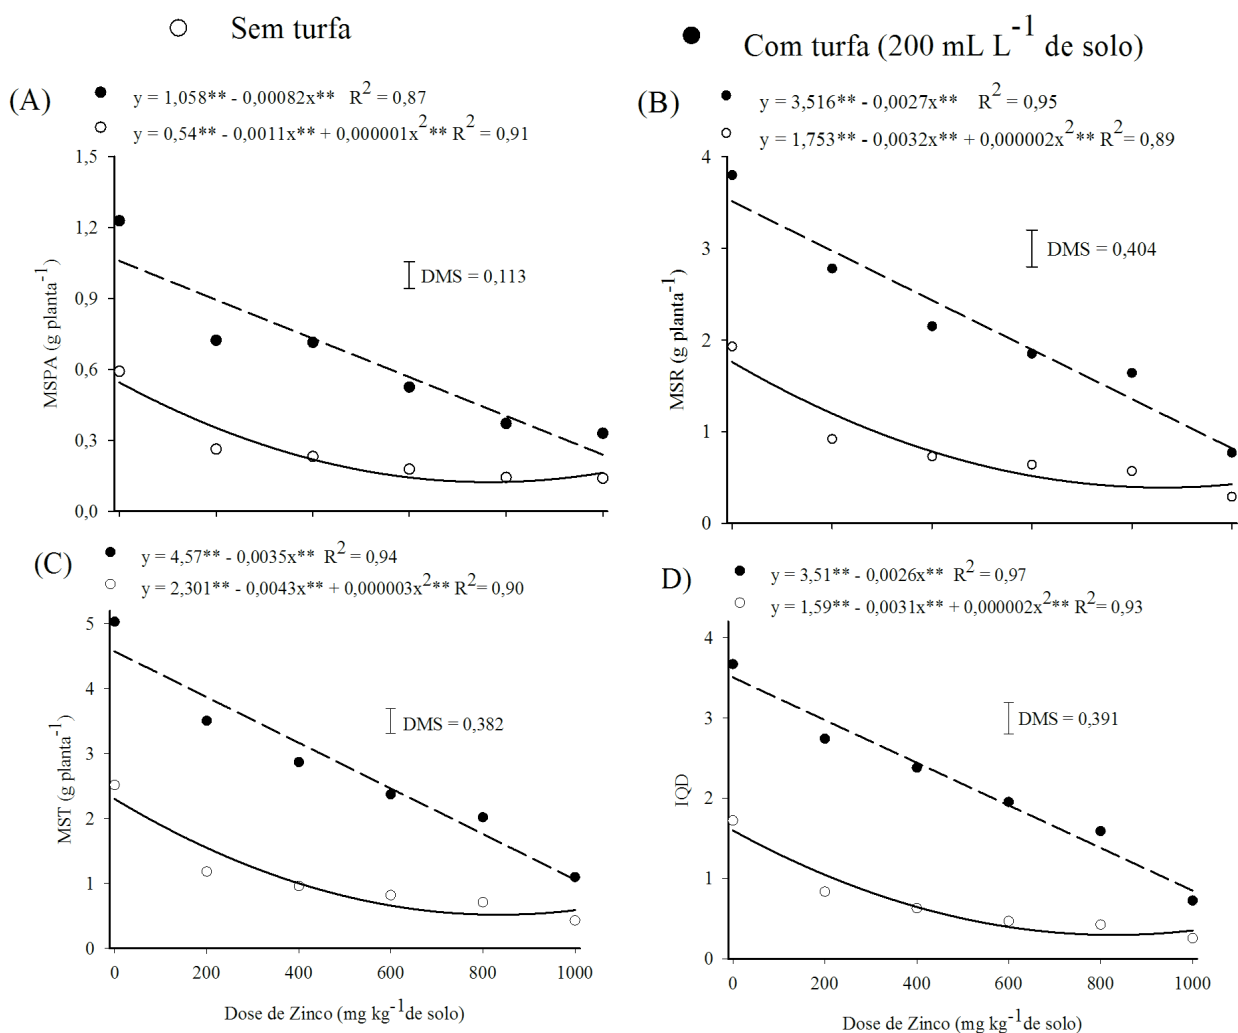 Sem turfa
Com turfa (200 mL L⁻¹ de solo)
(A)
y = 1,058** - 0,00082x** R² = 0,87
y = 0,54** - 0,0011x** + 0,000001x²** R² = 0,91
1,5
1,2
0,9
0,6
0,3
0,0
MSPA (g planta⁻¹)
DMS = 0,113
(B)
y = 3,516** - 0,0027x** R² = 0,95
y = 1,753** - 0,0032x** + 0,000002x²** R² = 0,89
4
3
2
1
0
MSR (g planta⁻¹)
DMS = 0,404
(C)
y = 4,57** - 0,0035x** R² = 0,94
y = 2,301** - 0,0043x** + 0,000003x²** R² = 0,90
5
4
3
2
1
0
MST (g planta⁻¹)
DMS = 0,382
0 200 400 600 800 1000
Dose de Zinco (mg kg⁻¹ de solo)
D)
y = 3,51** - 0,0026x** R² = 0,97
y = 1,59** - 0,0031x** + 0,000002x²** R² = 0,93
4
3
2
1
0
IQD
DMS = 0,391
0 200 400 600 800 1000
Dose de Zinco (mg kg⁻¹ de solo)